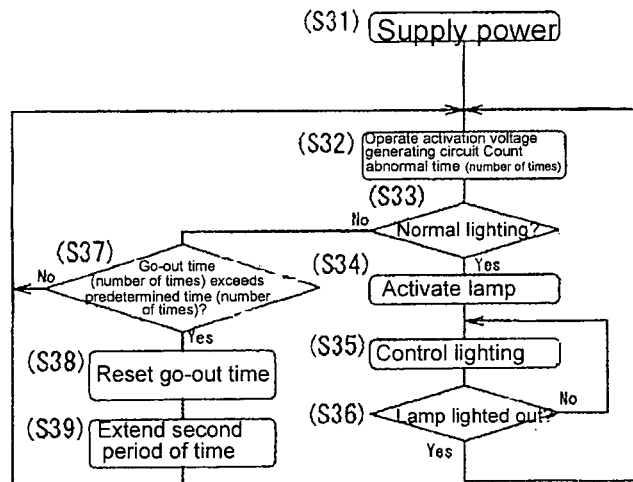 (S31)
Supply power
(S32)
Operate activation voltage
generating circuit Count
abnormal time (number of times)
(S33)
No
Normal lighting?
(S37)
Go-out time
(number of times) exceeds
predetermined time (number
of times)?
No
Yes
(S34)
Yes
Activate lamp
(S38)
Reset go-out time
(S35)
Control lighting
(S39)
Extend second
period of time
(S36)
Lamp lighted out?
No
Yes